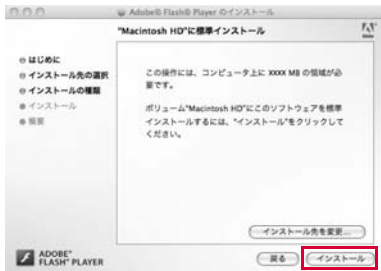 Adobe® Flash® Player のインストール
"Macintosh HD"に標準インストール
はじめに
インストール先の選択
インストールの種類
インストール
概要
この操作には、コンピュータ上に XXXX MB の領域が必
要です。
ボリューム"Macintosh HD"にこのソフトウェアを標準
インストールするには、"インストール"をクリックして
ください。
インストール先を変更...
ADOBE®
FLASH® PLAYER
戻る
インストール